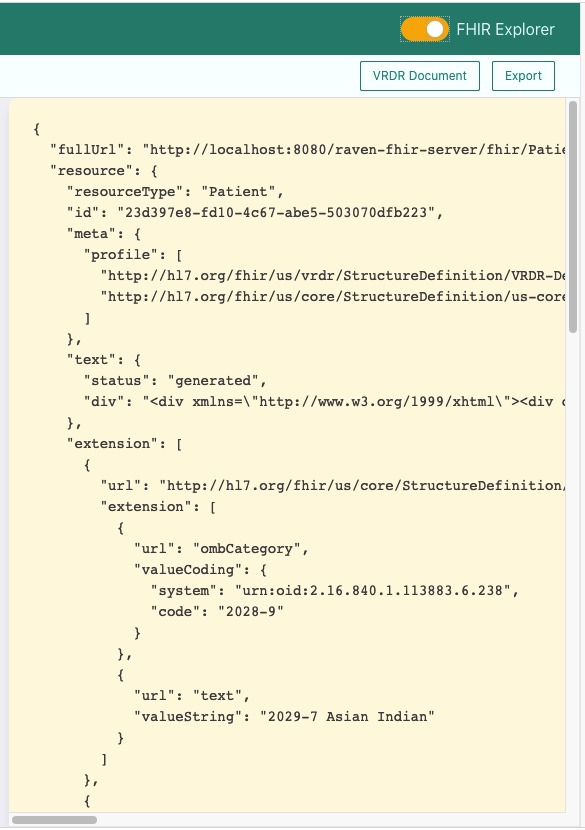 FHIR Explorer
VRDR Document Export
{
"fullUrl": "http://localhost:8080/raven-fhir-server/fhir/Patie
"resource": {
"resourceType": "Patient",
"id": "23d397e8-fd10-4c67-abe5-503070dfb223",
"meta": {
"profile": [
"http://hl7.org/fhir/us/vrdr/StructureDefinition/VRDR-De
"http://hl7.org/fhir/us/core/StructureDefinition/us-core
]
},
"text": {
"status": "generated",
"div": "<div xmlns=\"http://www.w3.org/1999/xhtml\"><div c
},
"extension": [
{
"url": "http://hl7.org/fhir/us/core/StructureDefinition/
"extension": [
{
"url": "ombCategory",
"valueCoding": {
"system": "urn:oid:2.16.840.1.113883.6.238",
"code": "2028-9"
}
},
{
"url": "text",
"valueString": "2029-7 Asian Indian"
}
]
},
{